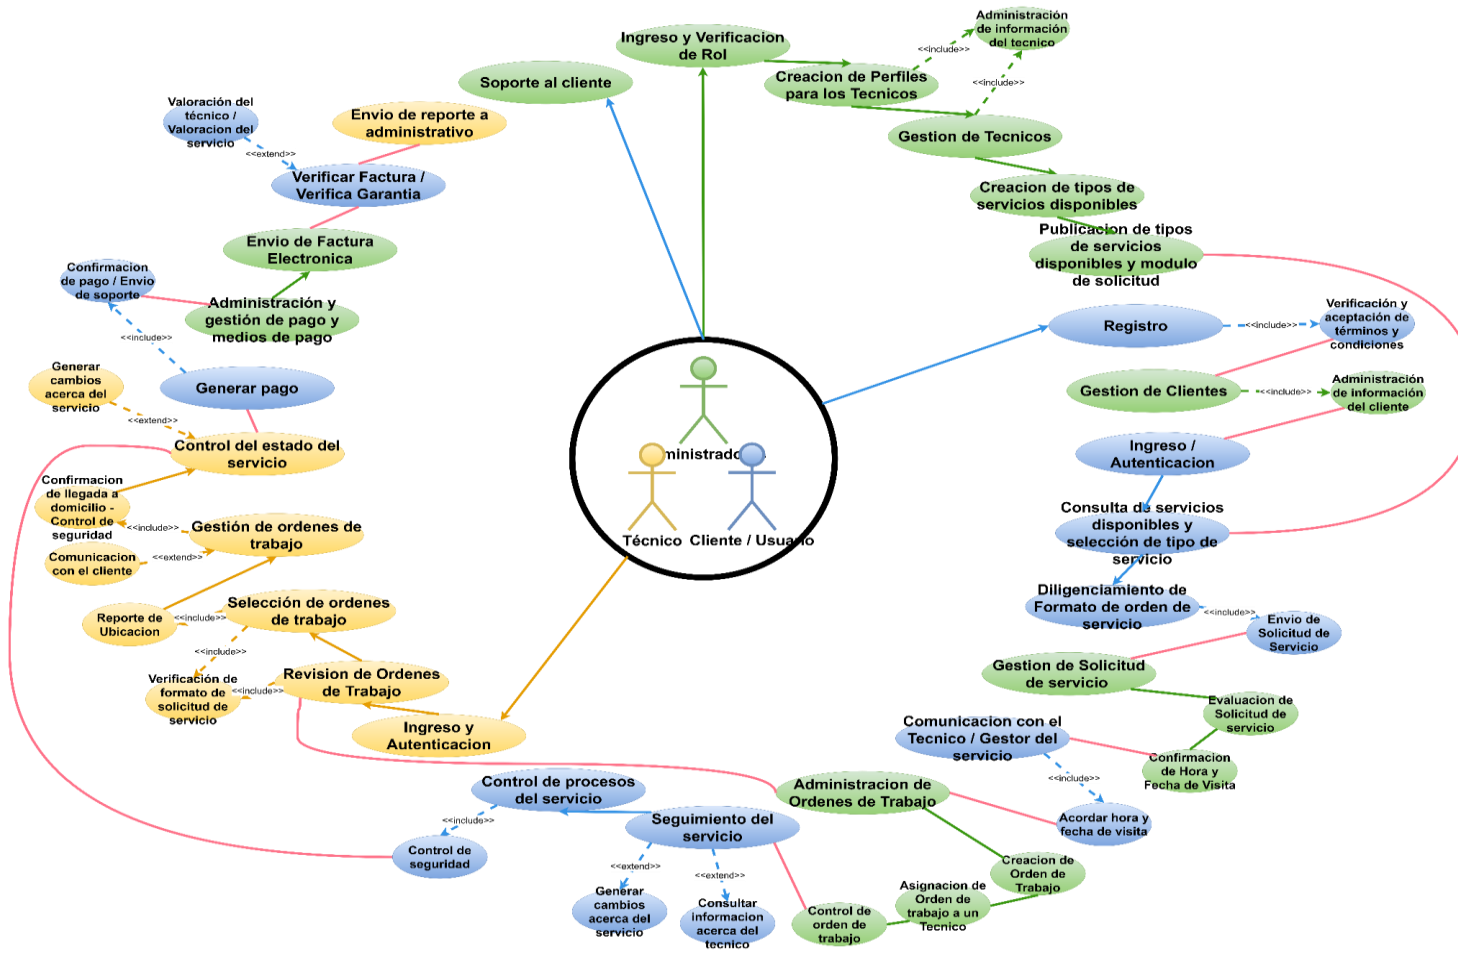 Administración
de información
del tecnico
<<include>>
Ingreso y Verificacion
de Rol
Creacion de Perfiles
para los Tecnicos
<<include>>
Soporte al cliente
Gestion de Tecnicos
Valoración del
técnico /
Valoracion del
servicio
<<extend>>
Envio de reporte a
administrativo
Verificar Factura /
Verifica Garantia
Creacion de tipos de
servicios disponibles
Publicacion de tipos
de servicios
disponibles y modulo
de solicitud
Envio de Factura
Electronica
Confirmacion
de pago / Envio
de soporte
Administración y
gestión de pago y
medios de pago
<<include>>
Registro
<<include>>
Verificación y
aceptación de
términos y
condiciones
Generar
cambios
acerca del
servicio
<<extend>>
Generar pago
Gestion de Clientes
<<include>>
Administración
de información
del cliente
Control del estado del
servicio
ministrado
Técnico
Cliente / Usuario
Ingreso /
Autenticacion
Confirmacion
de llegada a
domicilio -
Control de
seguridad
<<include>>
Gestión de ordenes de
trabajo
Comunicacion
con el cliente
<<extend>>
Consulta de servicios
disponibles y
selección de tipo de
servicio
Diligenciamiento de
Formato de orden de
servicio
<<include>>
Envio de
Solicitud de
Servicio
Reporte de
Ubicacion
<<include>>
Selección de ordenes
de trabajo
<<include>>
Verificación de
formato de
solicitud de
servicio
<<include>>
Revision de Ordenes
de Trabajo
Ingreso y
Autenticacion
Gestion de Solicitud
de servicio
Evaluacion de
Solicitud de
servicio
Comunicacion con el
Tecnico / Gestor del
servicio
<<include>>
Confirmacion
de Hora y
Fecha de Visita
Acordar hora y
fecha de visita
Administracion de
Ordenes de Trabajo
Control de procesos
del servicio
<<include>>
Control de
seguridad
Seguimiento del
servicio
<<extend>>
<<extend>>
Generar
cambios
acerca del
servicio
Consultar
informacion
acerca del
tecnico
Control de
orden de
trabajo
Asignacion de
Orden de
trabajo a un
Tecnico
Creacion de
Orden de
Trabajo